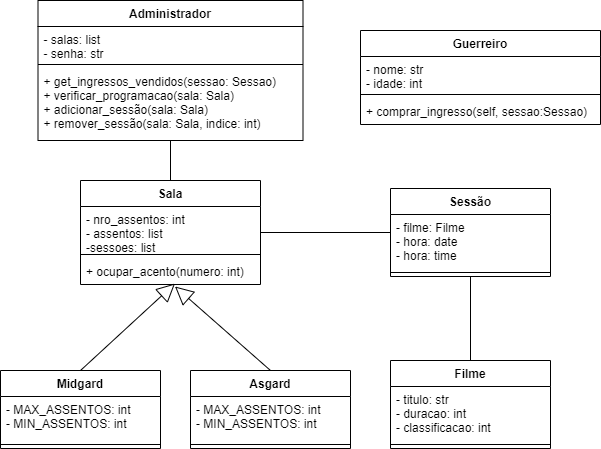 Administrador
- salas: list
- senha: str
+ get_ingressos_vendidos(sessao: Sessao)
+ verificar_programacao(sala: Sala)
+ adicionar_sessão(sala: Sala)
+ remover_sessão(sala: Sala, indice: int)
Guerreiro
- nome: str
- idade: int
+ comprar_ingresso(self, sessao:Sessao)
Sala
- nro_assentos: int
- assentos: list
-sessoes: list
+ ocupar_acento(numero: int)
Sessão
- filme: Filme
- hora: date
- hora: time
Midgard
- MAX_ASSENTOS: int
- MIN_ASSENTOS: int
Asgard
- MAX_ASSENTOS: int
- MIN_ASSENTOS: int
Filme
- titulo: str
- duracao: int
- classificacao: int